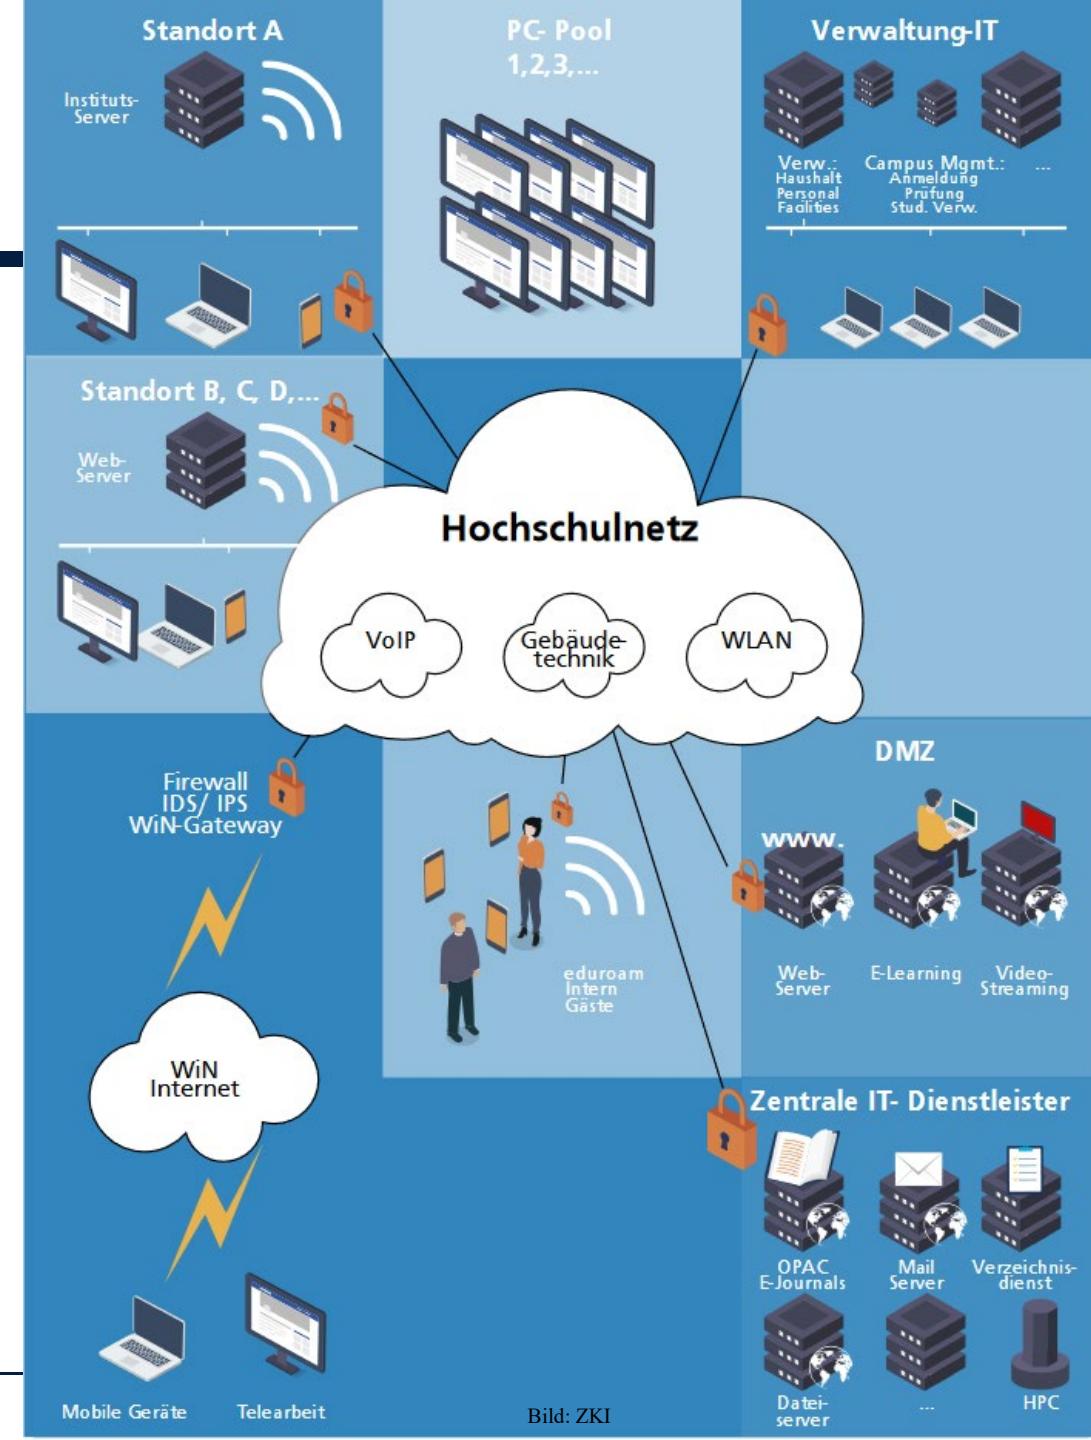 Standort A
Instituts-
Server
PC- Pool
1,2,3,...
Verwaltung-IT
Verw.:
Haushalt
Personal
Facilities
Campus Mgmt.:
Anmeldung
Prüfung
Stud. Verw.
...
Standort B, C, D,...
Web-
Server
Hochschulnetz
VoIP
Gebäude-
technik
WLAN
Firewall
IDS/ IPS
WiN-Gateway
eduroam
Intern
Gäste
DMZ
www.
Web-
Server
E-Learning
Video-
Streaming
WiN
Internet
Mobile Geräte
Telearbeit
Zentrale IT- Dienstleister
OPAC
E-Journals
Mail
Server
Verzeichnis-
dienst
Datei-
server
...
HPC
Bild: ZKI